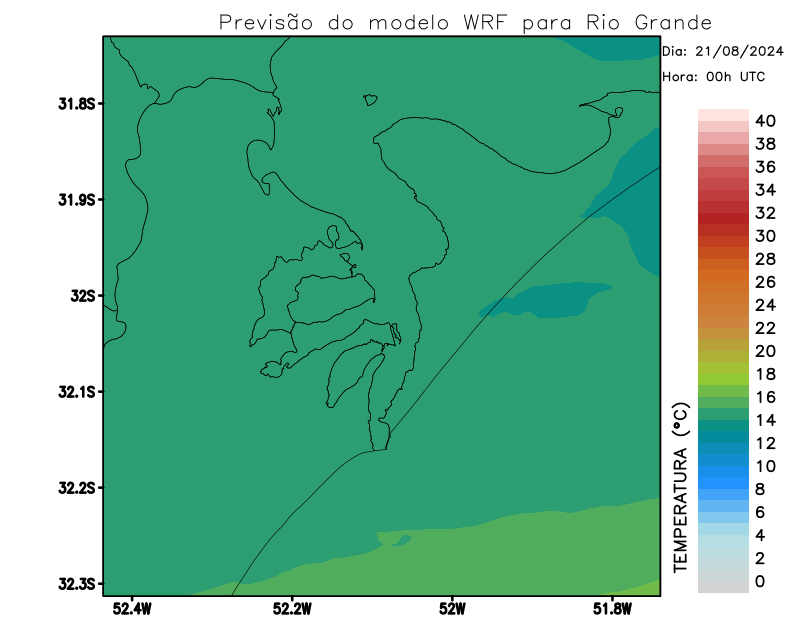 Previsão do modelo WRF para Rio Grande
Dia: 21/08/2024
Hora: 00h UTC
31.8S
31.9S
32S
32.1S
32.2S
32.3S
52.4W
52.2W
52W
51.8W
40
38
36
34
32
30
28
26
24
22
20
18
16
14
12
10
8
6
4
2
0
TEMPERATURA (°C)